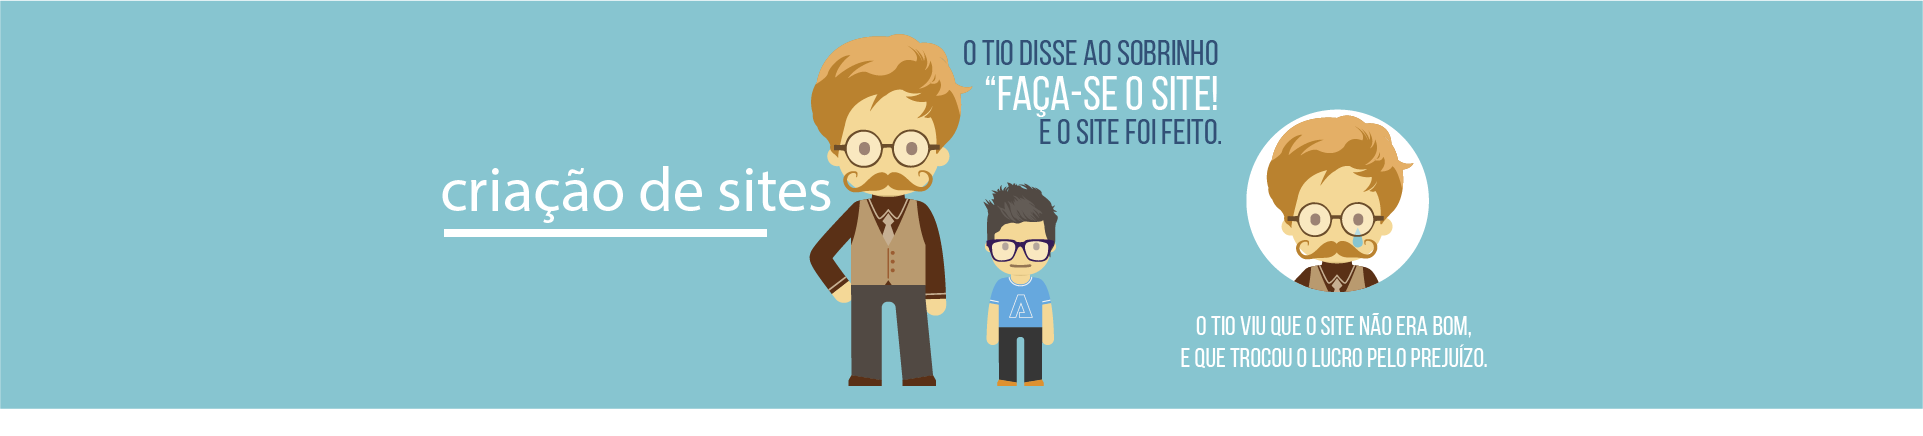 criação de sites
O TIO DISSE AO SOBRINHO
“FAÇA-SE O SITE!
E O SITE FOI FEITO.
A
O TIO VIU QUE O SITE NÃO ERA BOM,
E QUE TROCOU O LUCRO PELO PREJUÍZO.